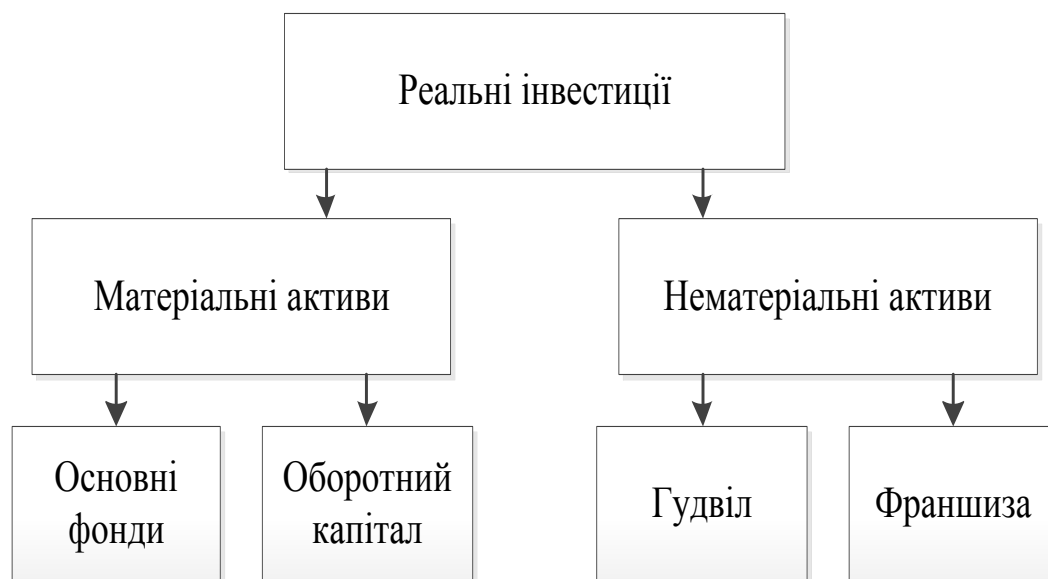 Реальні інвестиції
Матеріальні активи
Нематеріальні активи
Основні
фонди
Оборотний
капітал
Гудвіл
Франшиза